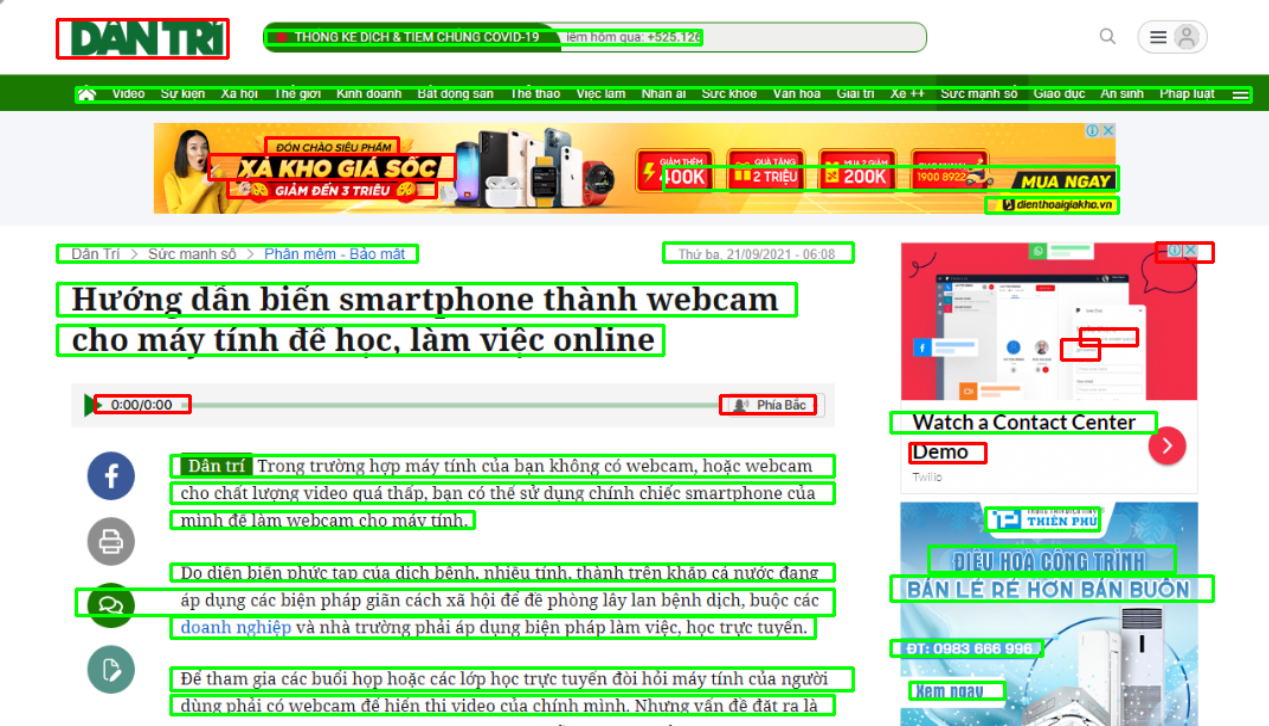 DÂN TRÍ
THỐNG KÊ DỊCH & TIÊM CHỦNG COVID-19
iêm hôm qua: +525.126
Video Sự kiện Xã hội Thế giới Kinh doanh Bất động sản Thể thao Việc làm Nhân ái Sức khỏe Văn hóa Giải trí Xe ++ Sức mạnh số Giáo dục An sinh Pháp luật
ĐÓN CHÀO SIÊU PHẨM
XẢ KHO GIÁ SỐC
GIẢM ĐẾN 3 TRIỆU
GIẢM THÊM 400K
QUÀ TẶNG 2 TRIỆU
MUA 2 GIẢM 200K
1900 8922
MUA NGAY
dienthoaigiakho.vn
Dân Trí > Sức mạnh số > Phần mềm - Bảo mật
Thứ ba, 21/09/2021 - 06:08
Hướng dẫn biến smartphone thành webcam
cho máy tính để học, làm việc online
0:00/0:00
Phía Bắc
Dân trí Trong trường hợp máy tính của bạn không có webcam, hoặc webcam
cho chất lượng video quá thấp, bạn có thể sử dụng chính chiếc smartphone của
mình để làm webcam cho máy tính.
Do diễn biến phức tạp của dịch bệnh, nhiều tỉnh, thành trên khắp cả nước đang
áp dụng các biện pháp giãn cách xã hội để đề phòng lây lan bệnh dịch, buộc các
doanh nghiệp và nhà trường phải áp dụng biện pháp làm việc, học trực tuyến.
Để tham gia các buổi họp hoặc các lớp học trực tuyến đòi hỏi máy tính của người
dùng phải có webcam để hiển thị video của chính mình. Nhưng vấn đề đặt ra là
Watch a Contact Center
Demo
Twilio
THIÊN PHÚ
ĐIỀU HOÀ CÔNG TRÌNH
BÁN LẺ RẺ HƠN BÁN BUÔN
ĐT: 0983 666 996
Xem ngay